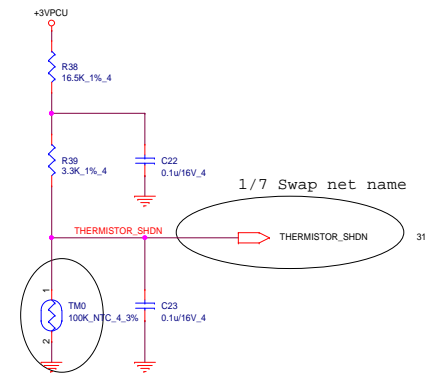 +3VPCU
R38
16.5K_1%_4
R39
3.3K_1%_4
C22
0.1u/16V_4
1/7 Swap net name
THERMISTOR_SHDN
THERMISTOR_SHDN
31
1
TM0
100K_NTC_4_3%
2
C23
0.1u/16V_4